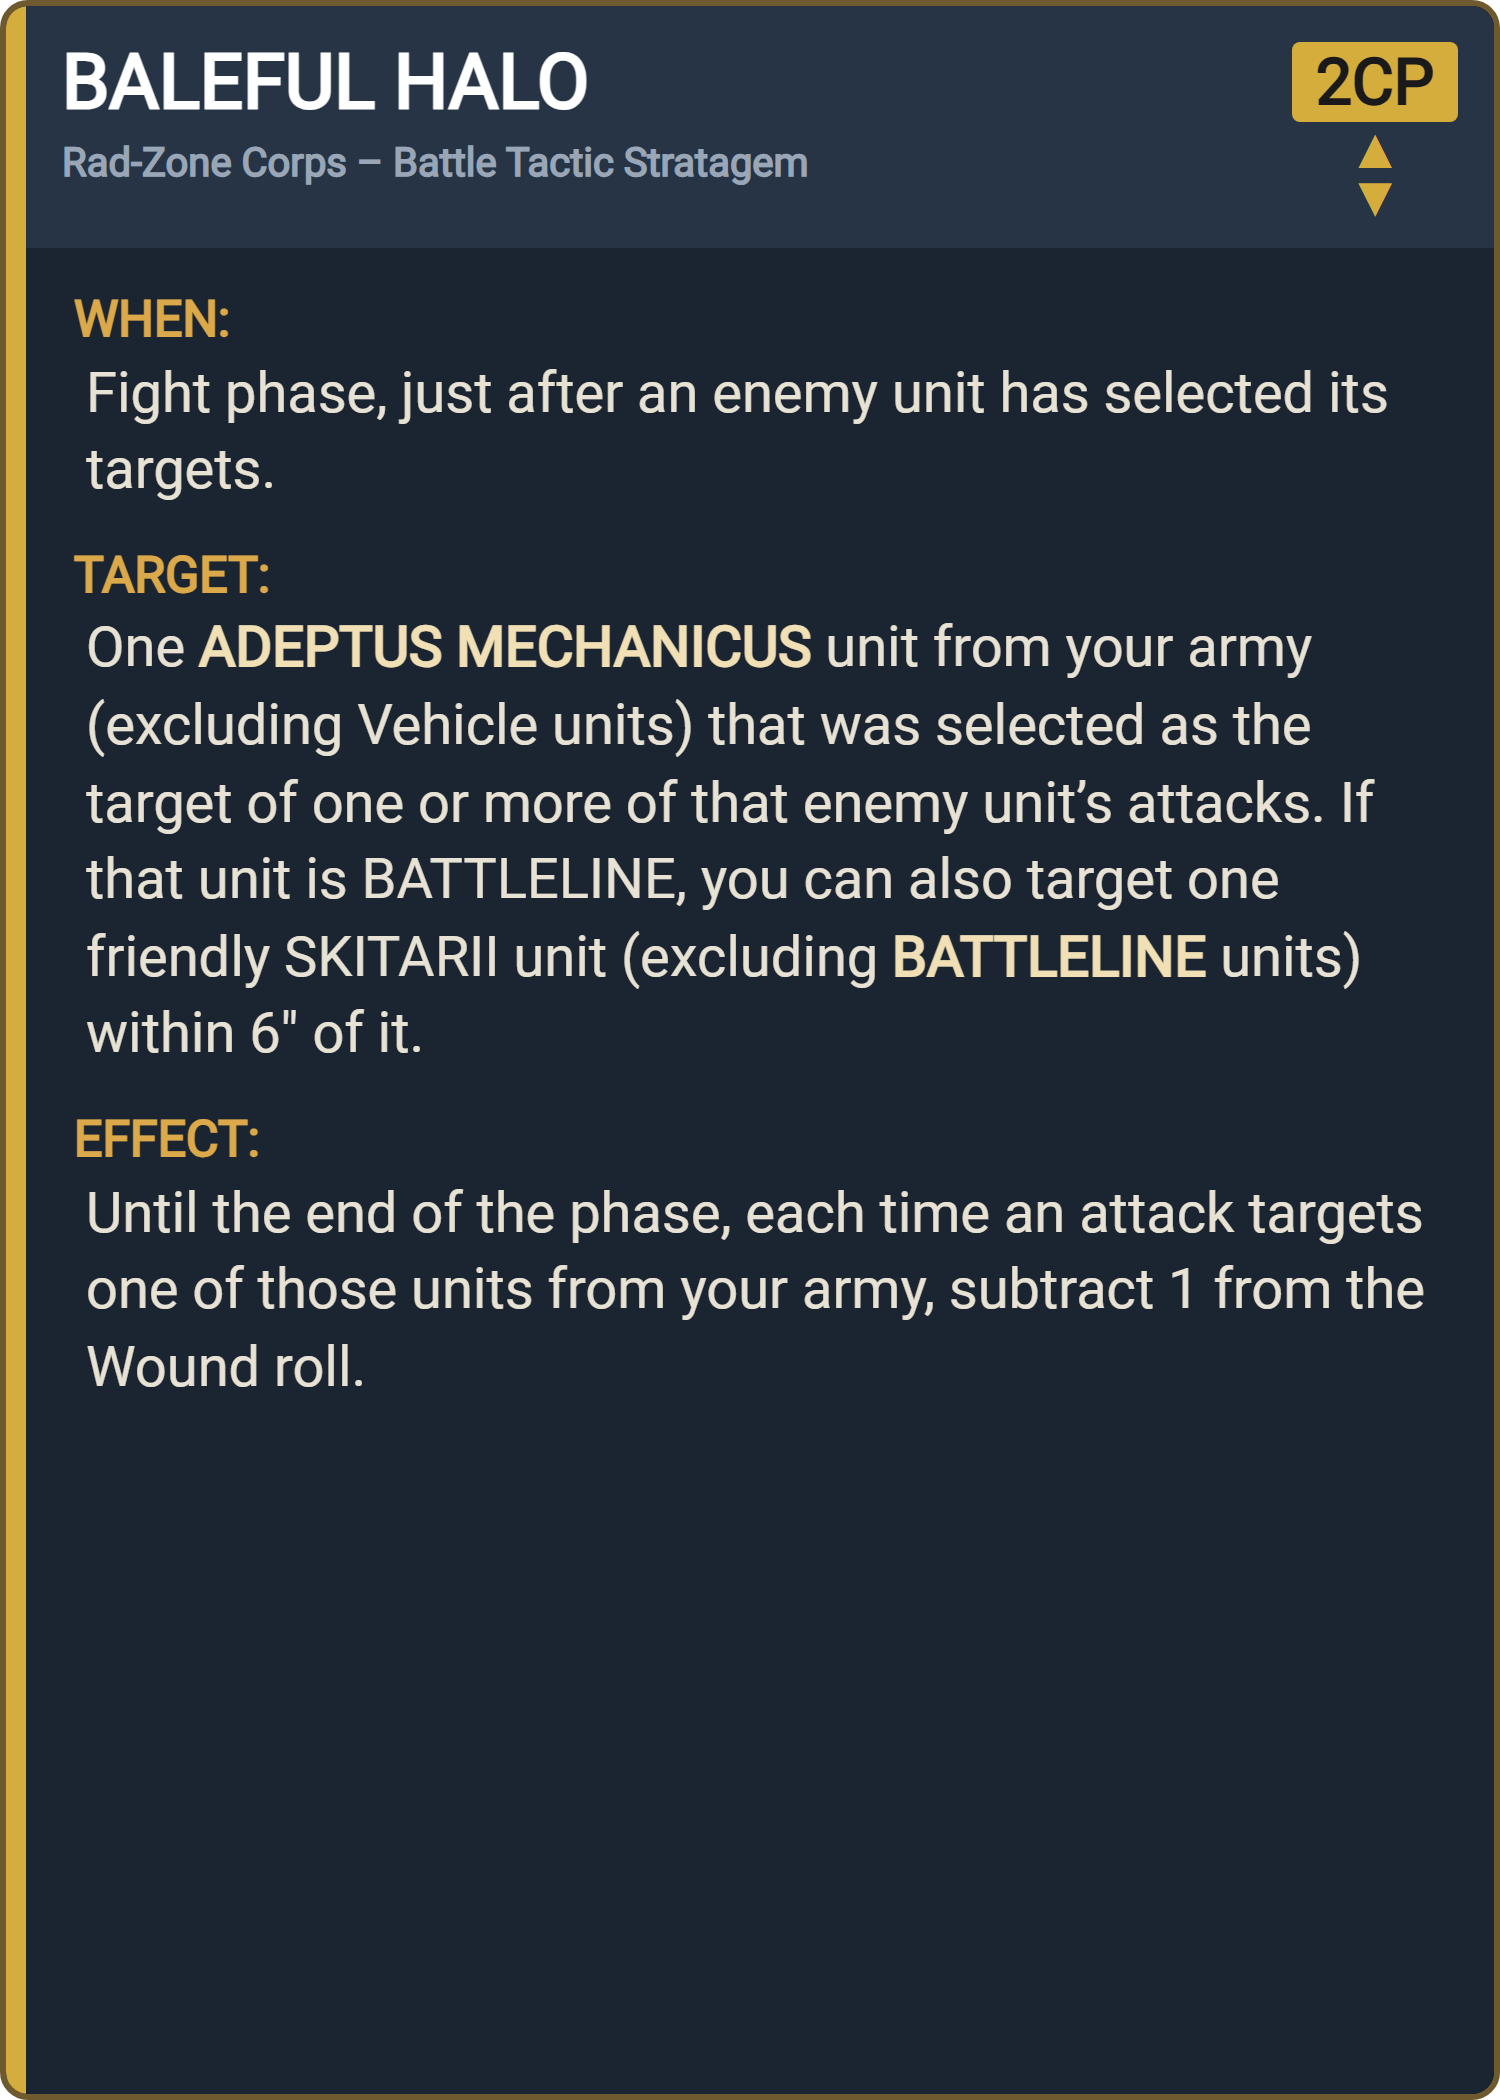 BALEFUL HALO
2CP
Rad-Zone Corps – Battle Tactic Stratagem
▲
▼
WHEN:
Fight phase, just after an enemy unit has selected its
targets.
TARGET:
One ADEPTUS MECHANICUS unit from your army
(excluding Vehicle units) that was selected as the
target of one or more of that enemy unit’s attacks. If
that unit is BATTLELINE, you can also target one
friendly SKITARII unit (excluding BATTLELINE units)
within 6" of it.
EFFECT:
Until the end of the phase, each time an attack targets
one of those units from your army, subtract 1 from the
Wound roll.